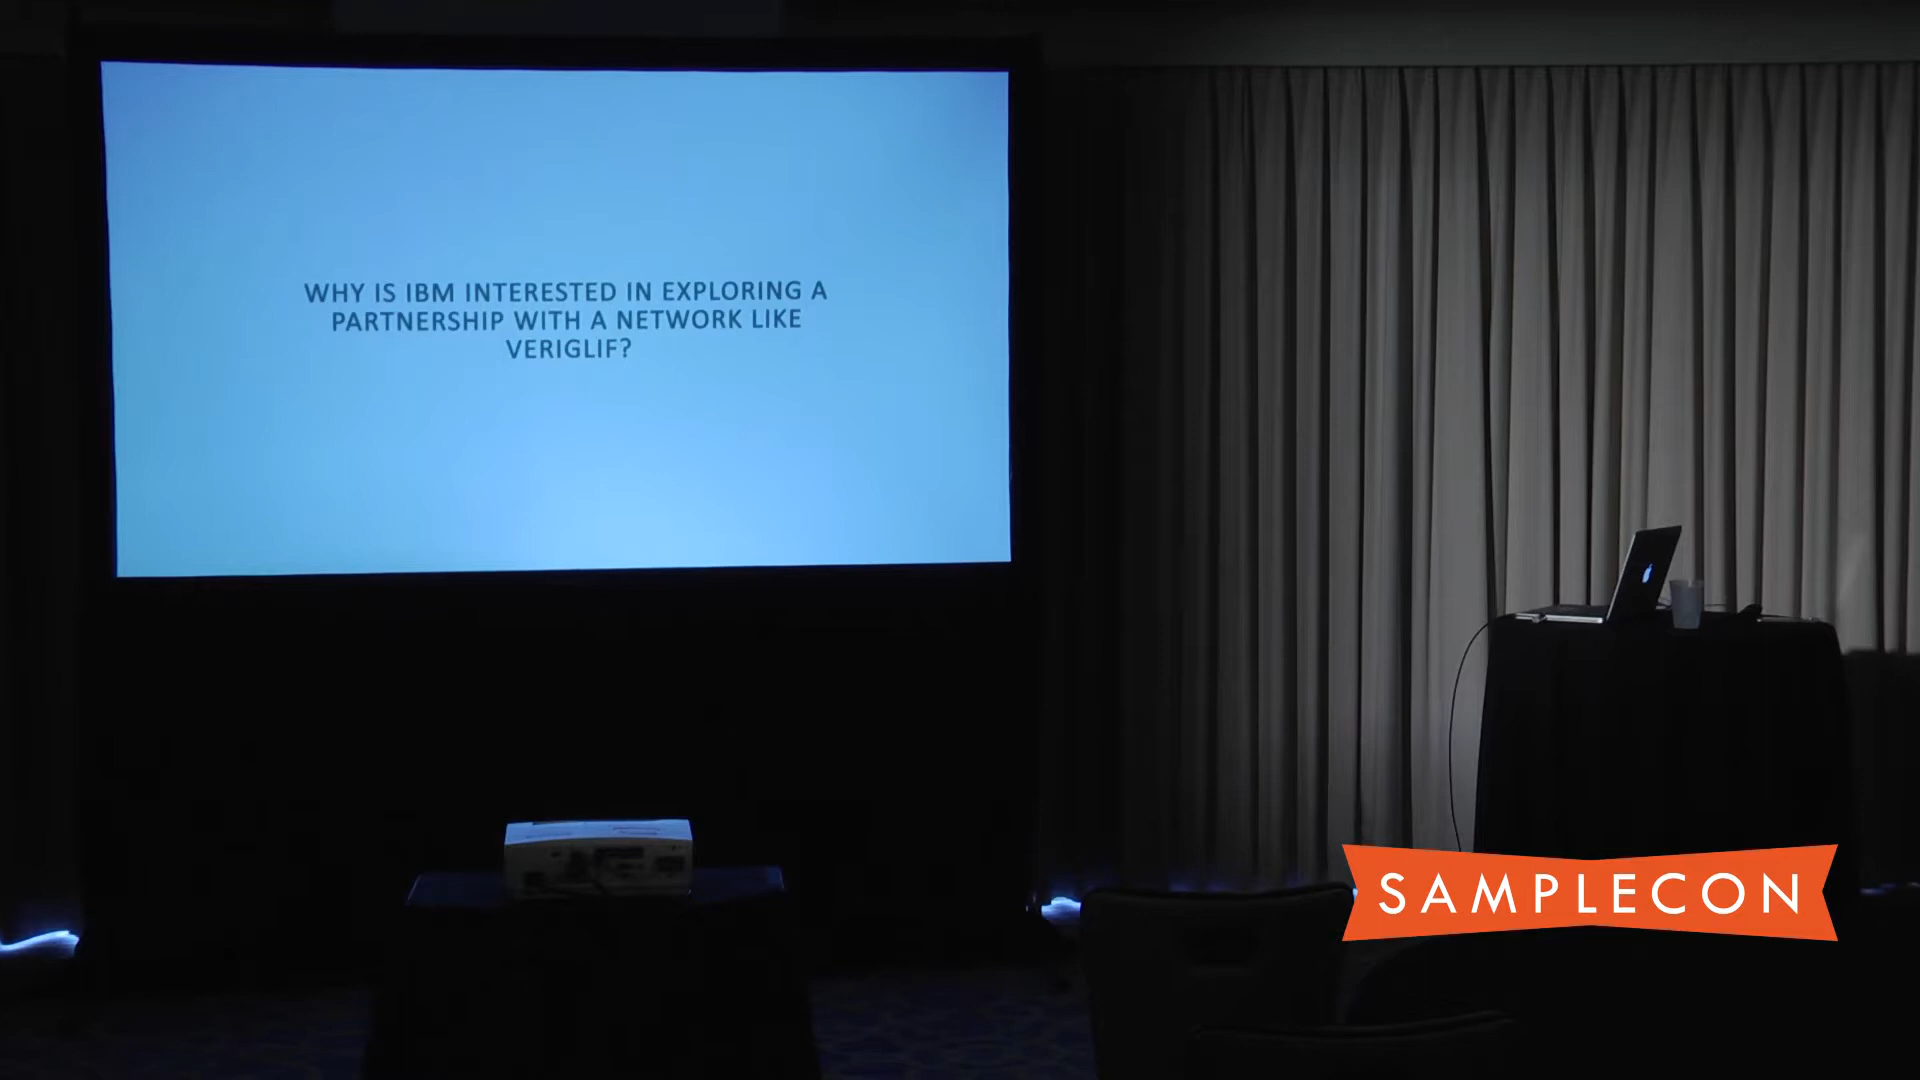 WHY IS IBM INTERESTED IN EXPLORING A
PARTNERSHIP WITH A NETWORK LIKE
VERIGLIF?
SAMPLECON